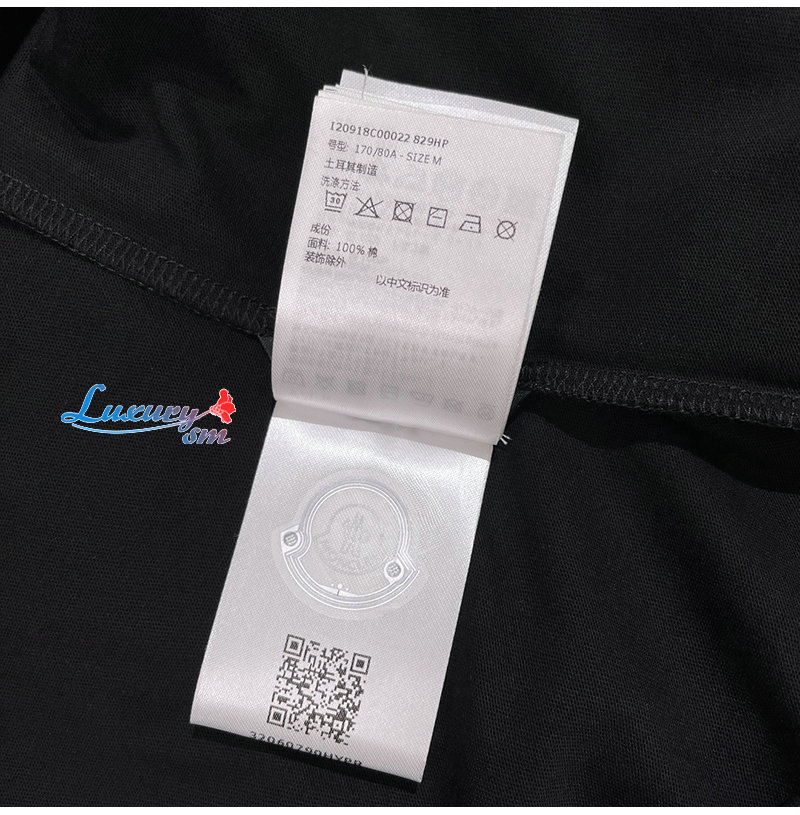 I20918C00022 829HP
号型: 170/80A - SIZE M
土耳其制造
洗涤方法:
30
成份
面料: 100% 棉
装饰除外
以中文标识为准
Luxury
sm